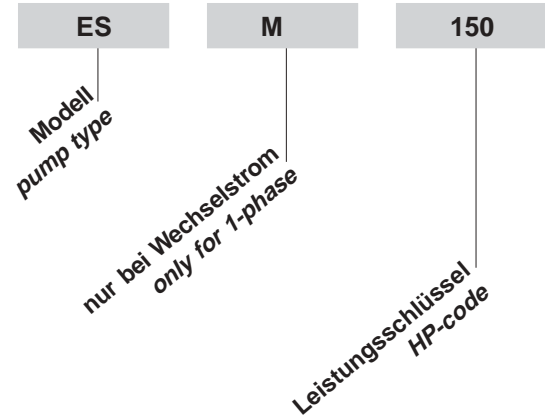 ES M 150
Modell
pump type
nur bei Wechselstrom
only for 1-phase
Leistungsschlüssel
HP-code